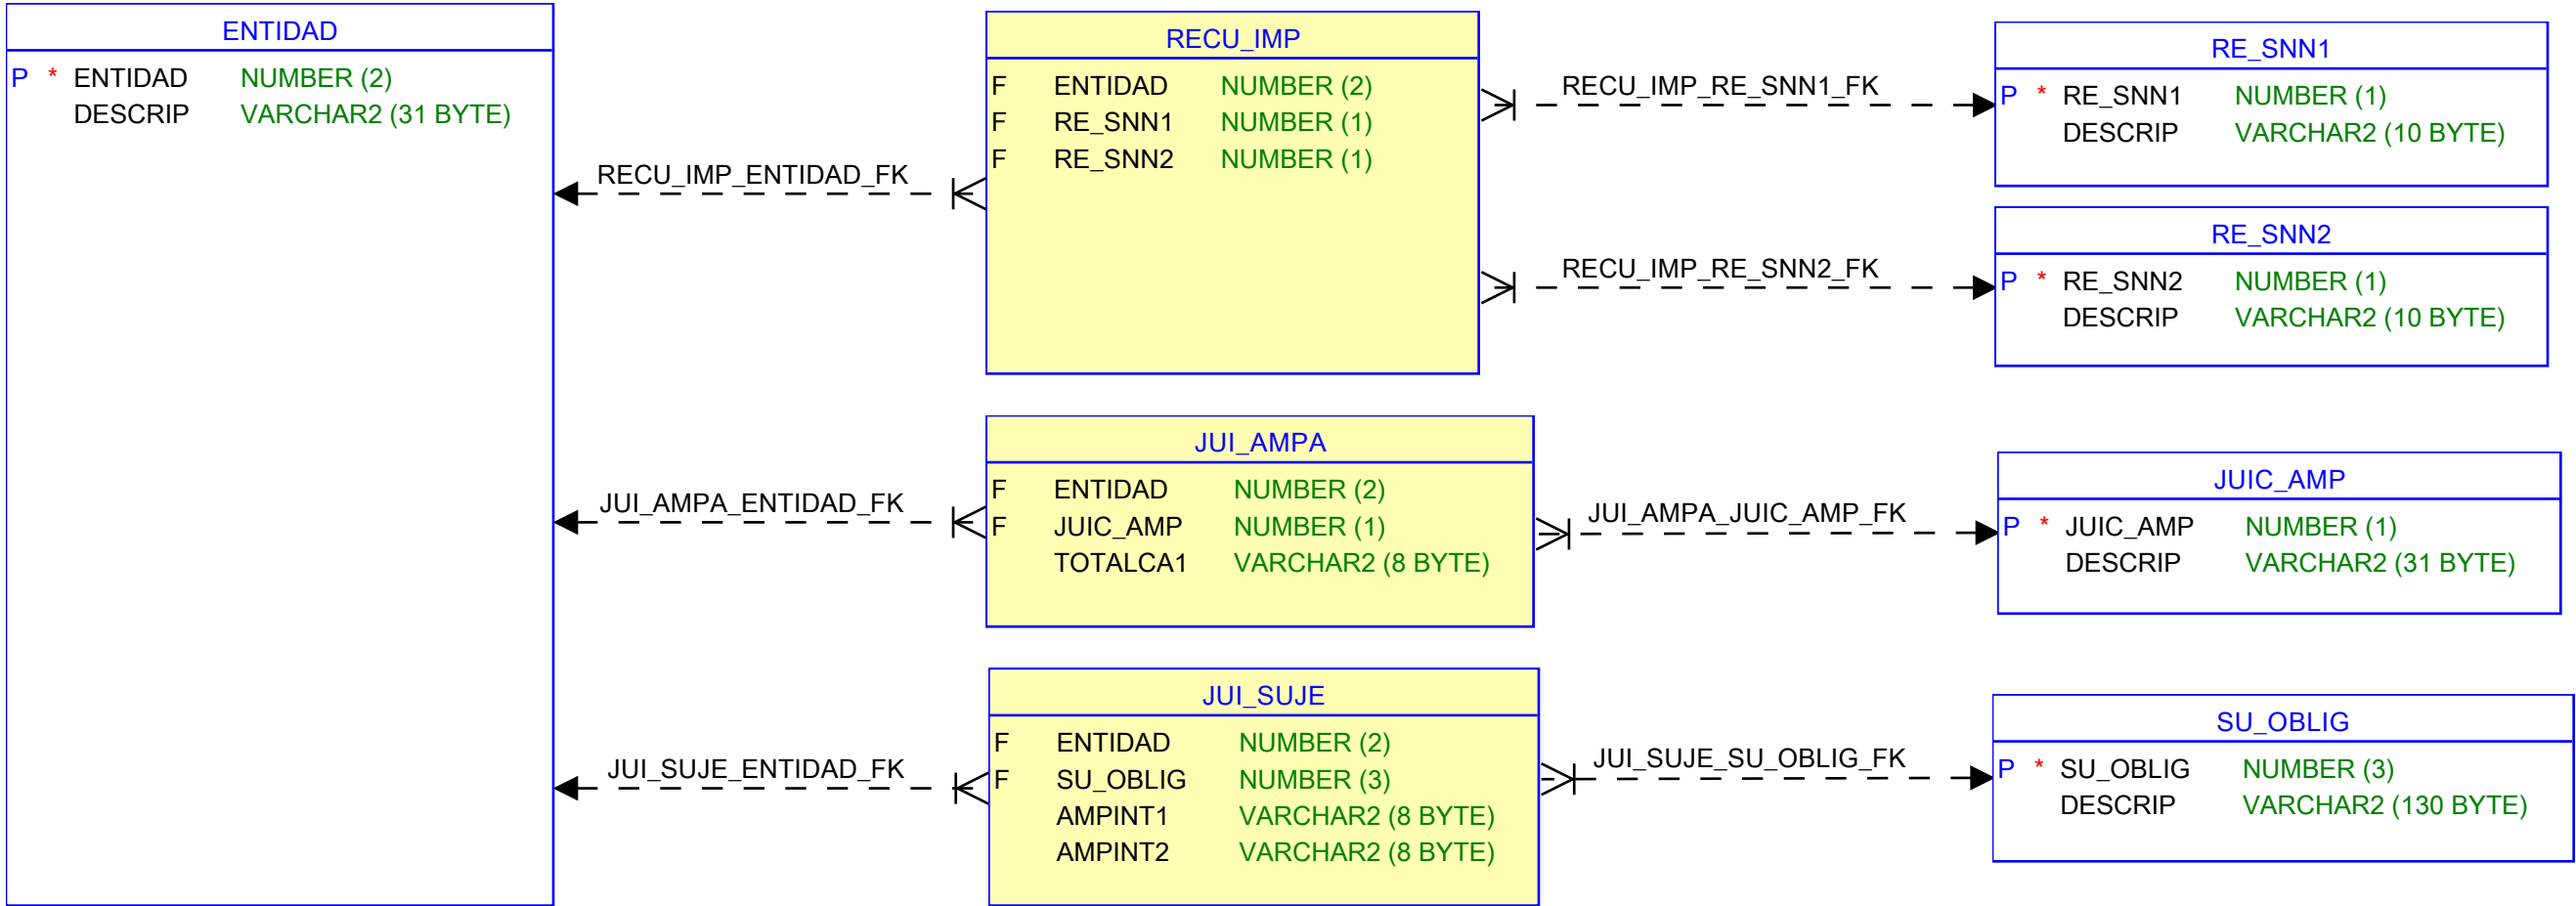 ENTIDAD
P * ENTIDAD NUMBER (2)
DESCRIP VARCHAR2 (31 BYTE)
RECU_IMP_ENTIDAD_FK
JUI_AMPA_ENTIDAD_FK
JUI_SUJE_ENTIDAD_FK
RECU_IMP
F ENTIDAD NUMBER (2)
F RE_SNN1 NUMBER (1)
F RE_SNN2 NUMBER (1)
RECU_IMP_RE_SNN1_FK
RECU_IMP_RE_SNN2_FK
RE_SNN1
P * RE_SNN1 NUMBER (1)
DESCRIP VARCHAR2 (10 BYTE)
RE_SNN2
P * RE_SNN2 NUMBER (1)
DESCRIP VARCHAR2 (10 BYTE)
JUI_AMPA
F ENTIDAD NUMBER (2)
F JUIC_AMP NUMBER (1)
TOTALCA1 VARCHAR2 (8 BYTE)
JUI_AMPA_JUIC_AMP_FK
JUIC_AMP
P * JUIC_AMP NUMBER (1)
DESCRIP VARCHAR2 (31 BYTE)
JUI_SUJE
F ENTIDAD NUMBER (2)
F SU_OBLIG NUMBER (3)
AMPINT1 VARCHAR2 (8 BYTE)
AMPINT2 VARCHAR2 (8 BYTE)
JUI_SUJE_SU_OBLIG_FK
SU_OBLIG
P * SU_OBLIG NUMBER (3)
DESCRIP VARCHAR2 (130 BYTE)